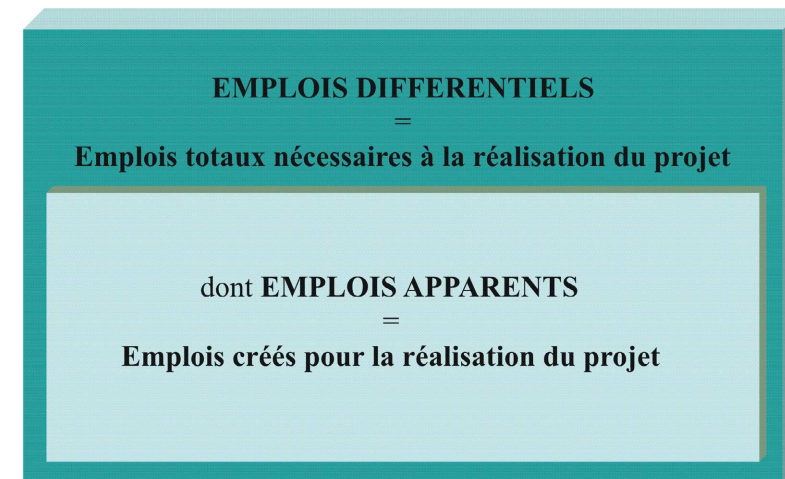 EMPLOIS DIFFERENTIELS
=
Emplois totaux nécessaires à la réalisation du projet
dont EMPLOIS APPARENTS
=
Emplois créés pour la réalisation du projet